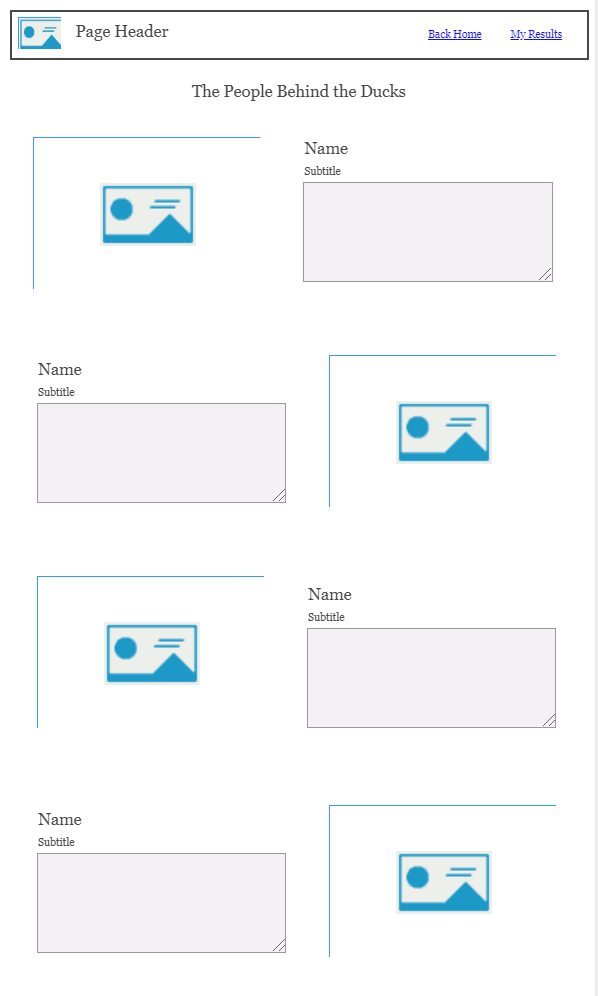 Page Header
Back Home
My Results
The People Behind the Ducks
Name
Subtitle
Name
Subtitle
Name
Subtitle
Name
Subtitle